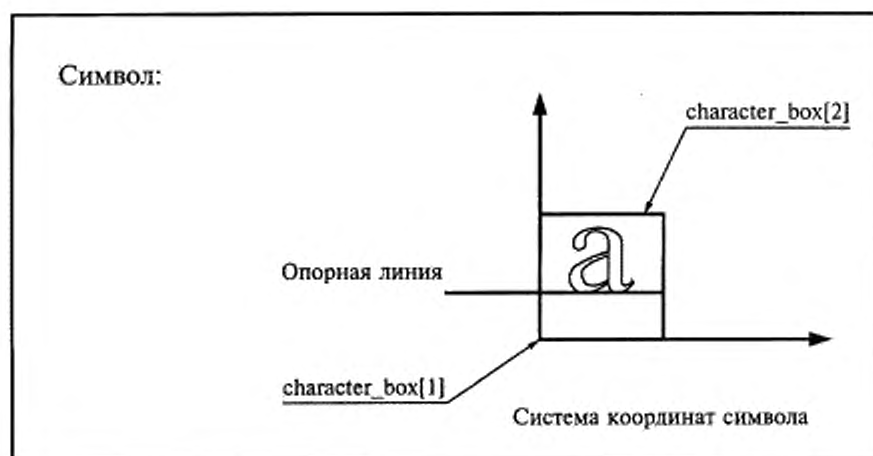 Символ:
character_box[2]
a
Опорная линия
character_box[1]
Система координат символа